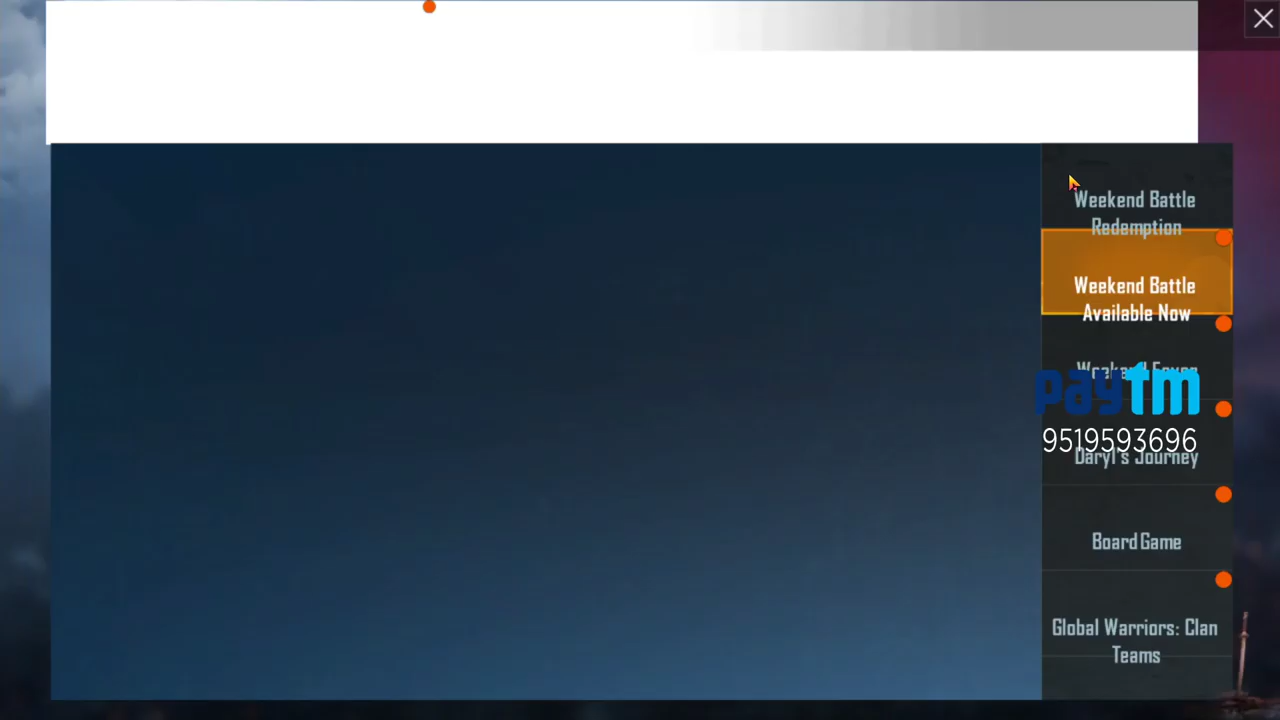 Weekend Battle
Redemption
Weekend Battle
Available Now
paytm
9519593696
Daryl's Journey
Board Game
Global Warriors: Clan
Teams